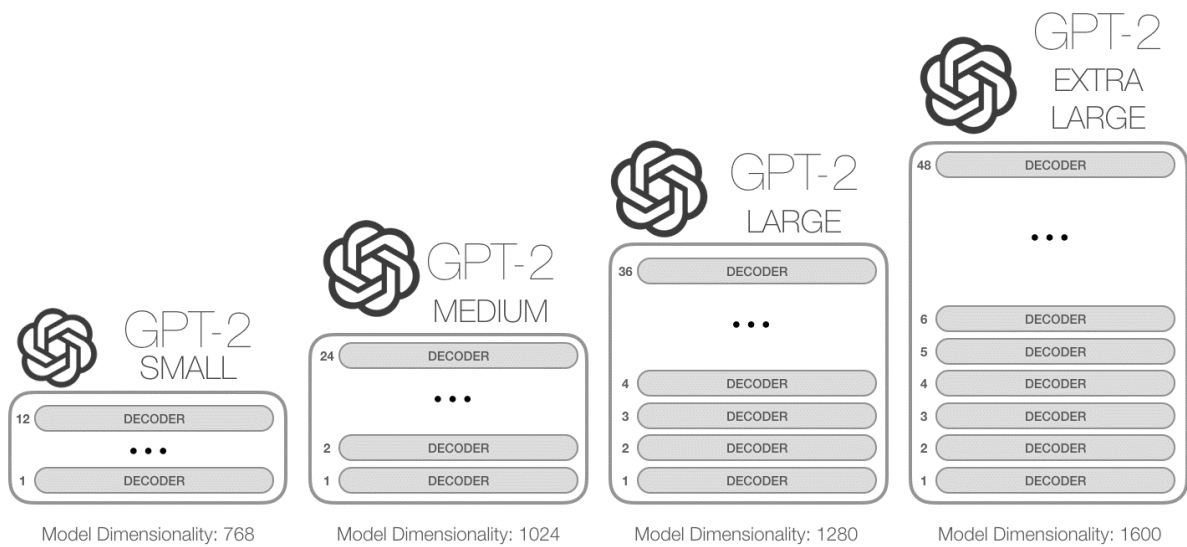 GPT-2
SMALL
12 DECODER
...
1 DECODER
Model Dimensionality: 768
GPT-2
MEDIUM
24 DECODER
...
2 DECODER
1 DECODER
Model Dimensionality: 1024
GPT-2
LARGE
36 DECODER
...
4 DECODER
3 DECODER
2 DECODER
1 DECODER
Model Dimensionality: 1280
GPT-2
EXTRA
LARGE
48 DECODER
...
6 DECODER
5 DECODER
4 DECODER
3 DECODER
2 DECODER
1 DECODER
Model Dimensionality: 1600